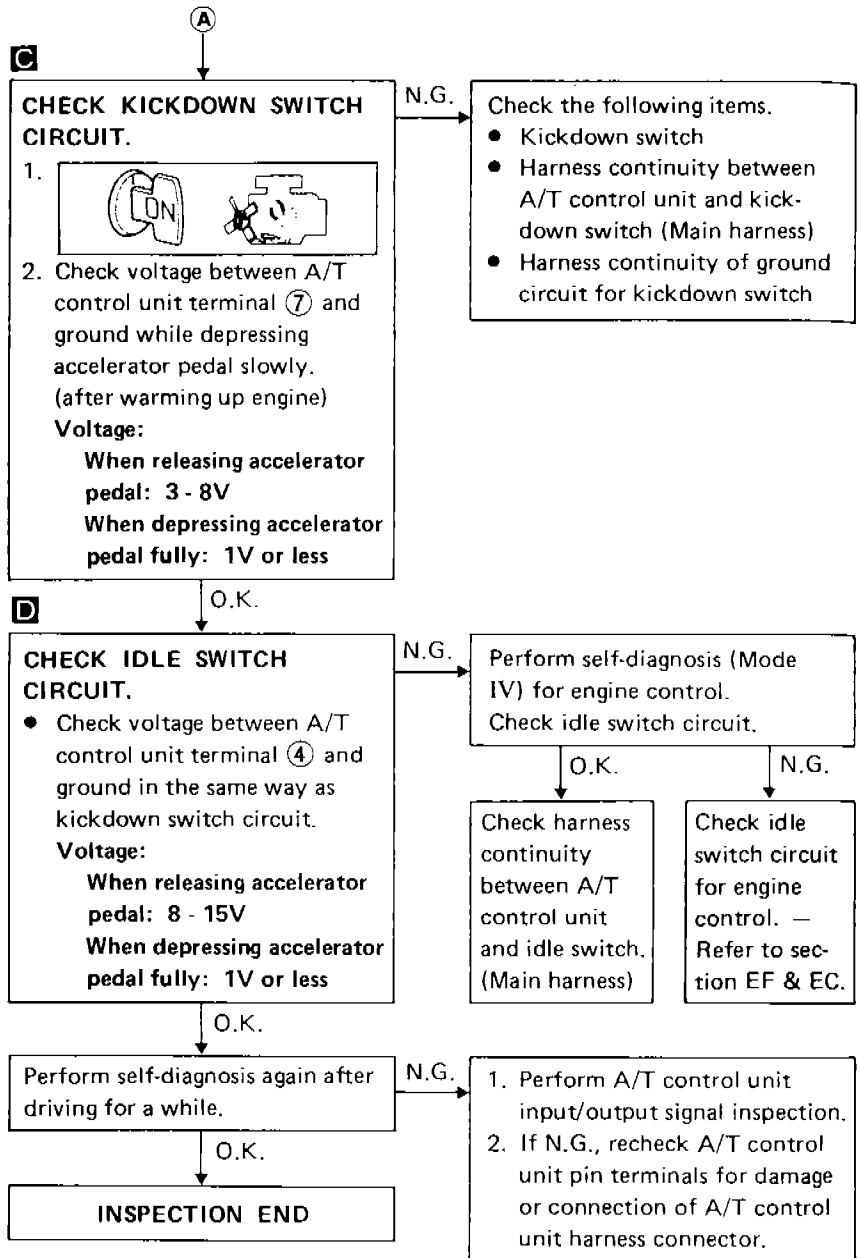 A
C
CHECK KICKDOWN SWITCH
CIRCUIT.
1.
ON
2. Check voltage between A/T
control unit terminal ⑦ and
ground while depressing
accelerator pedal slowly.
(after warming up engine)
Voltage:
When releasing accelerator
pedal: 3 - 8V
When depressing accelerator
pedal fully: 1V or less
N.G.
Check the following items.
● Kickdown switch
● Harness continuity between
A/T control unit and kick-
down switch (Main harness)
● Harness continuity of ground
circuit for kickdown switch
O.K.
D
CHECK IDLE SWITCH
CIRCUIT.
● Check voltage between A/T
control unit terminal ④ and
ground in the same way as
kickdown switch circuit.
Voltage:
When releasing accelerator
pedal: 8 - 15V
When depressing accelerator
pedal fully: 1V or less
N.G.
Perform self-diagnosis (Mode
IV) for engine control.
Check idle switch circuit.
O.K.
N.G.
Check harness
continuity
between A/T
control unit
and idle switch.
(Main harness)
Check idle
switch circuit
for engine
control. —
Refer to sec-
tion EF & EC.
O.K.
Perform self-diagnosis again after
driving for a while.
N.G.
1. Perform A/T control unit
input/output signal inspection.
2. If N.G., recheck A/T control
unit pin terminals for damage
or connection of A/T control
unit harness connector.
O.K.
INSPECTION END